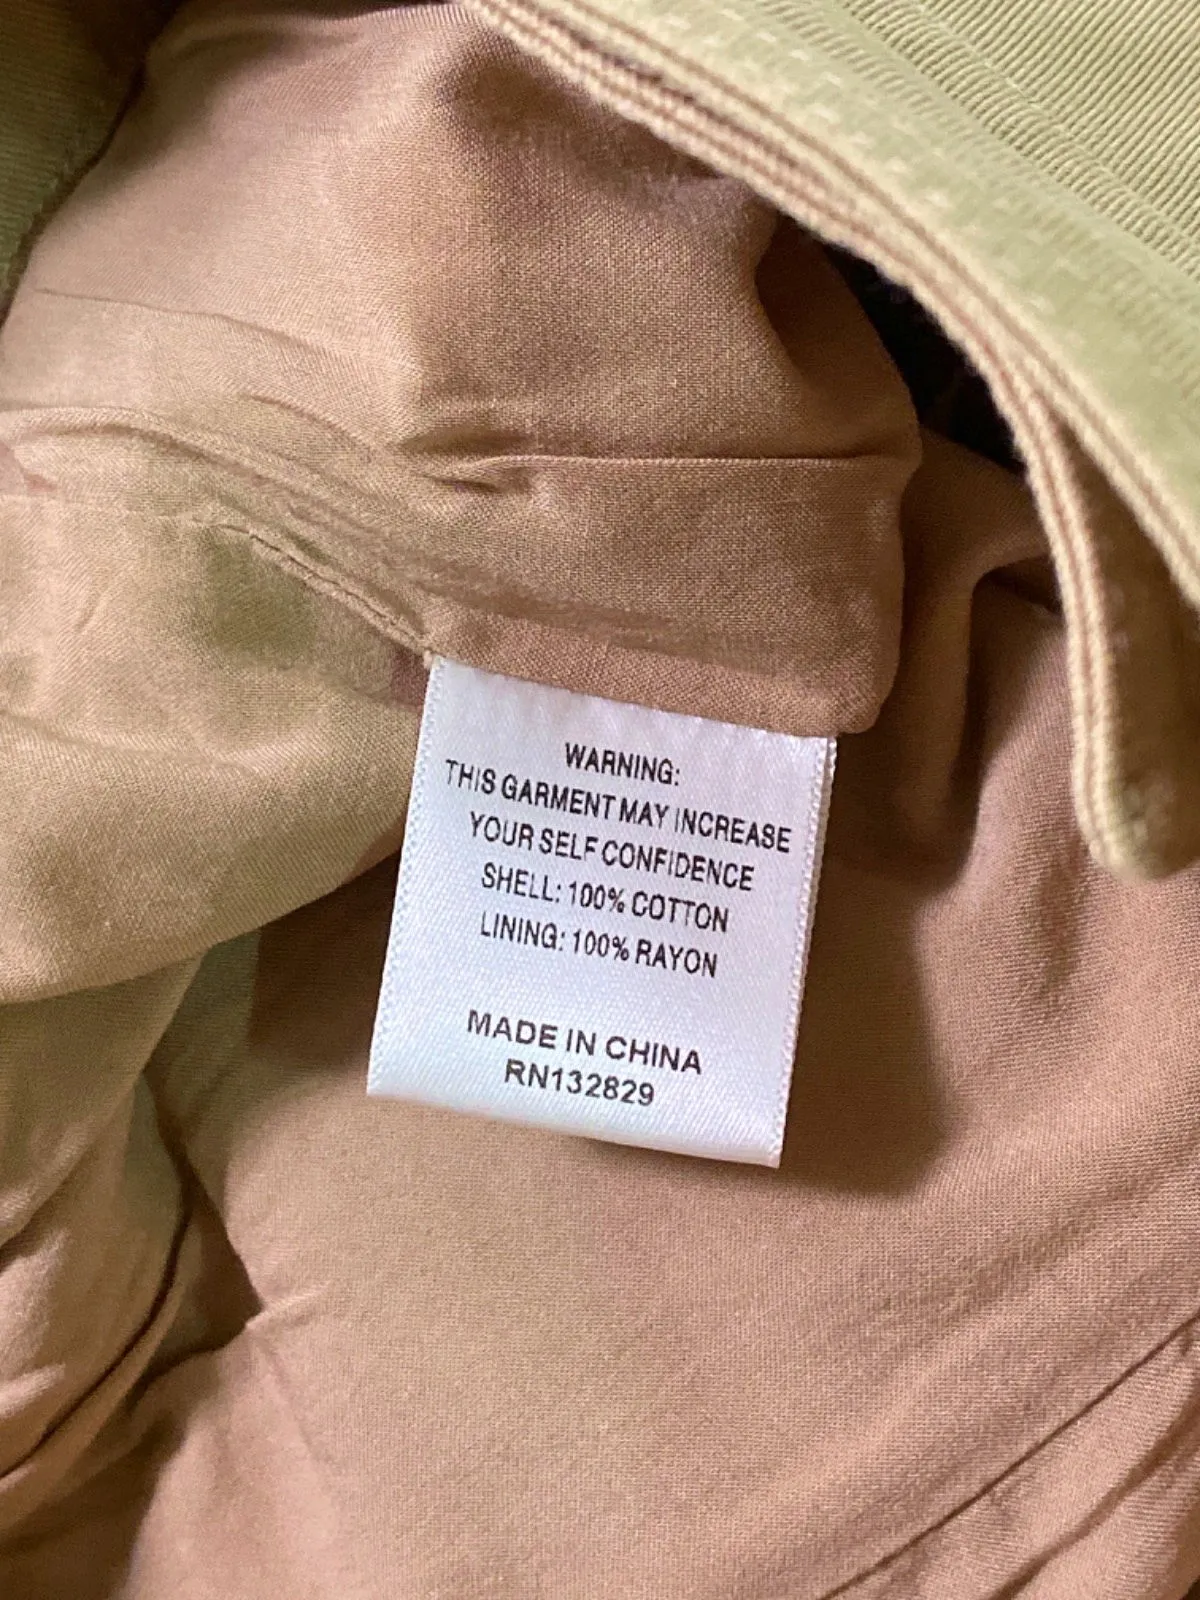 WARNING:
THIS GARMENT MAY INCREASE
YOUR SELF CONFIDENCE
SHELL: 100% COTTON
LINING: 100% RAYON
MADE IN CHINA
RN132829